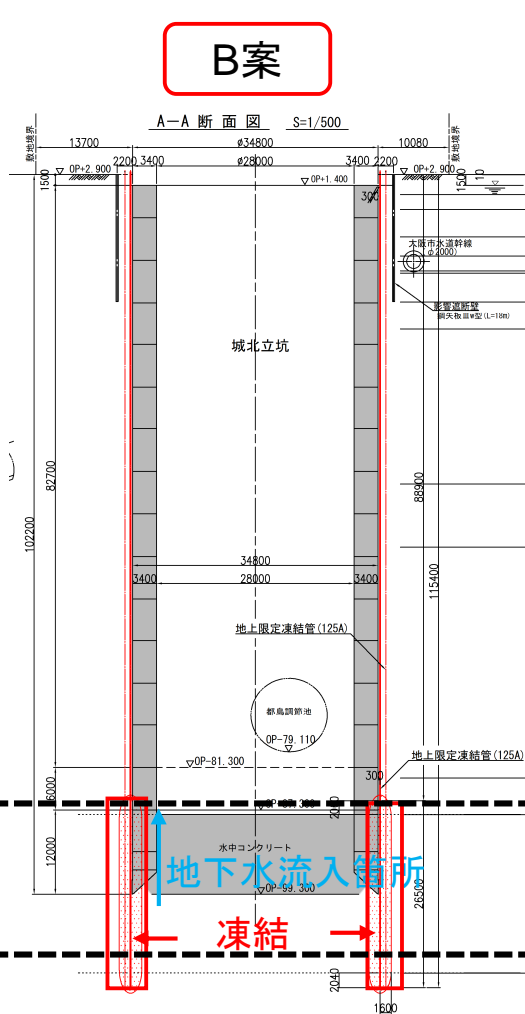 B案
A-A 断面図 S=1/500
敷地境界
敷地境界
13700
ø34800
10080
2200
3400
ø28000
3400
2200
OP+2.900
OP+2.900
OP+1.400
1500
1500
10
300
大阪市水道幹線
(φ2000)
影響遮断壁
鋼矢板Ⅲw型(L=18m)
城北立坑
82700
102200
88900
115400
34800
3400
28000
3400
地上限定凍結管(125A)
都島調節池
OP-79.110
OP-81.300
地上限定凍結管(125A)
300
6000
12000
水中コンクリート
地下水流入箇所
OP-99.300
26500
凍結
2040
1600